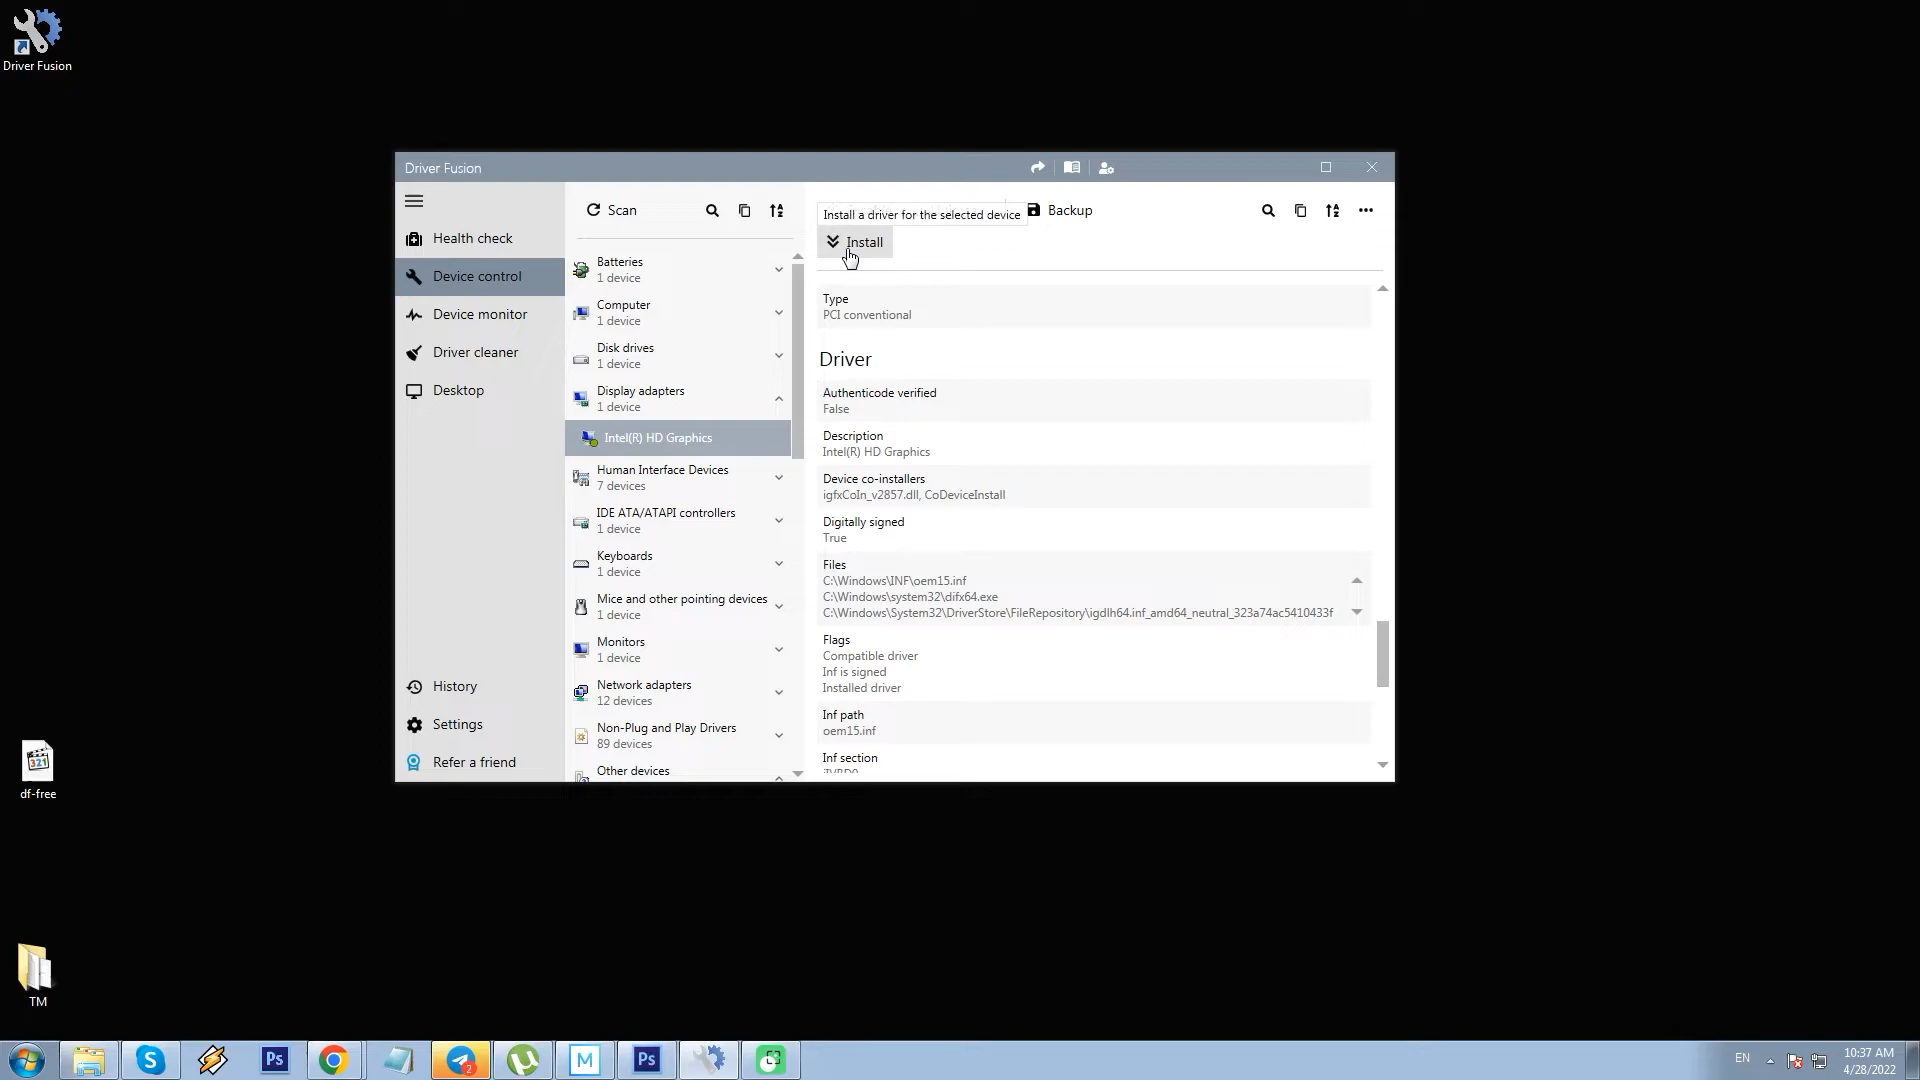 Driver Fusion
Driver Fusion
Health check
Device control
Device monitor
Driver cleaner
Desktop
History
Settings
Refer a friend
Scan
Batteries
1 device
Computer
1 device
Disk drives
1 device
Display adapters
1 device
Intel(R) HD Graphics
Human Interface Devices
7 devices
IDE ATA/ATAPI controllers
1 device
Keyboards
1 device
Mice and other pointing devices
1 device
Monitors
1 device
Network adapters
12 devices
Non-Plug and Play Drivers
89 devices
Other devices
Install a driver for the selected device
Backup
Install
Type
PCI conventional
Driver
Authenticode verified
False
Description
Intel(R) HD Graphics
Device co-installers
igfxCoIn_v2857.dll, CoDeviceInstall
Digitally signed
True
Files
C:\Windows\INF\oem15.inf
C:\Windows\system32\difx64.exe
C:\Windows\System32\DriverStore\FileRepository\igdlh64.inf_amd64_neutral_323a74ac5410433f
Flags
Compatible driver
Inf is signed
Installed driver
Inf path
oem15.inf
Inf section
321
df-free
TM
S
Ps
2
M
Ps
EN
10:37 AM
4/28/2022